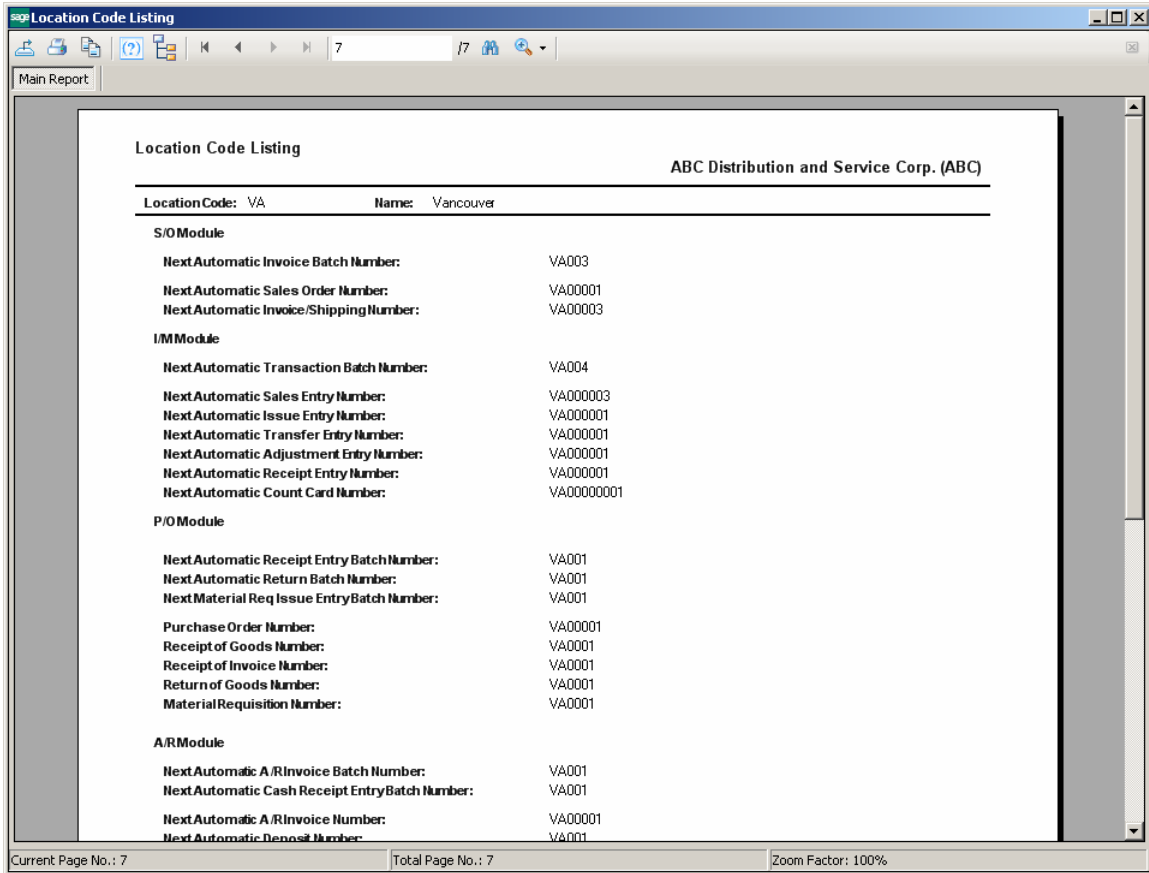 sage Location Code Listing
(?) 7 /7
Main Report
Location Code Listing
ABC Distribution and Service Corp. (ABC)
Location Code: VA Name: Vancouver
S/O Module
Next Automatic Invoice Batch Number: VA003
Next Automatic Sales Order Number: VA00001
Next Automatic Invoice/Shipping Number: VA00003
I/M Module
Next Automatic Transaction Batch Number: VA004
Next Automatic Sales Entry Number: VA000003
Next Automatic Issue Entry Number: VA000001
Next Automatic Transfer Entry Number: VA000001
Next Automatic Adjustment Entry Number: VA000001
Next Automatic Receipt Entry Number: VA000001
Next Automatic Count Card Number: VA00000001
P/O Module
Next Automatic Receipt Entry Batch Number: VA001
Next Automatic Return Batch Number: VA001
Next Material Req Issue Entry Batch Number: VA001
Purchase Order Number: VA00001
Receipt of Goods Number: VA0001
Receipt of Invoice Number: VA0001
Return of Goods Number: VA0001
Material Requisition Number: VA0001
A/R Module
Next Automatic A/R Invoice Batch Number: VA001
Next Automatic Cash Receipt Entry Batch Number: VA001
Next Automatic A/R Invoice Number: VA00001
Next Automatic Deposit Number: VA001
Current Page No.: 7 Total Page No.: 7 Zoom Factor: 100%